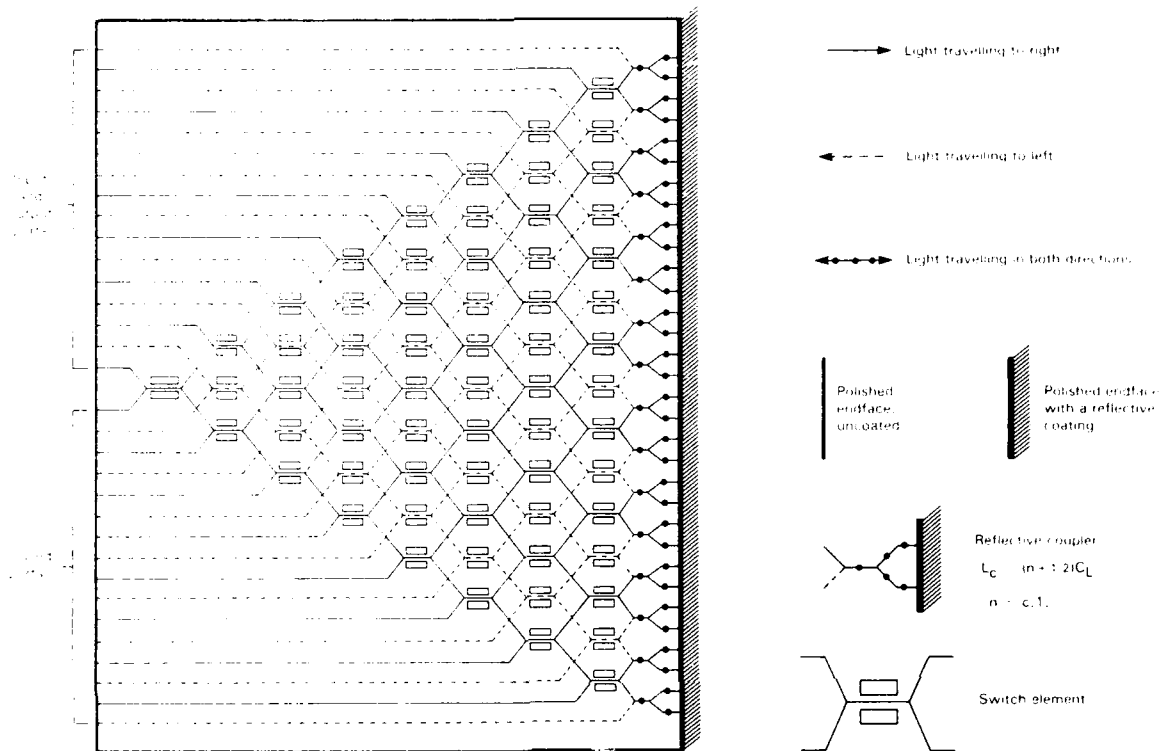 Light travelling to right
Light travelling to left
Light travelling in both directions
Polished
endface,
uncoated
Polished endface
with a reflective
coating
Reflective coupler
Switch element